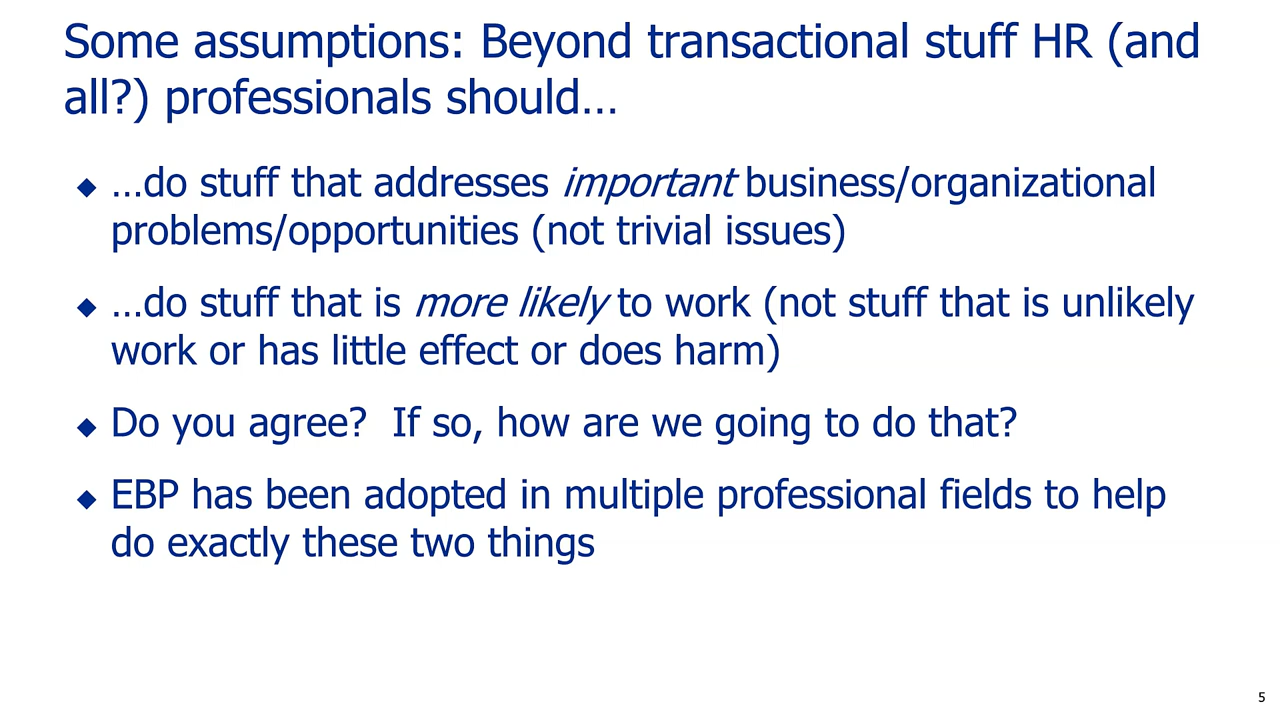 Some assumptions: Beyond transactional stuff HR (and
all?) professionals should…
…do stuff that addresses important business/organizational
problems/opportunities (not trivial issues)
…do stuff that is more likely to work (not stuff that is unlikely
work or has little effect or does harm)
Do you agree?  If so, how are we going to do that?
EBP has been adopted in multiple professional fields to help
do exactly these two things
5